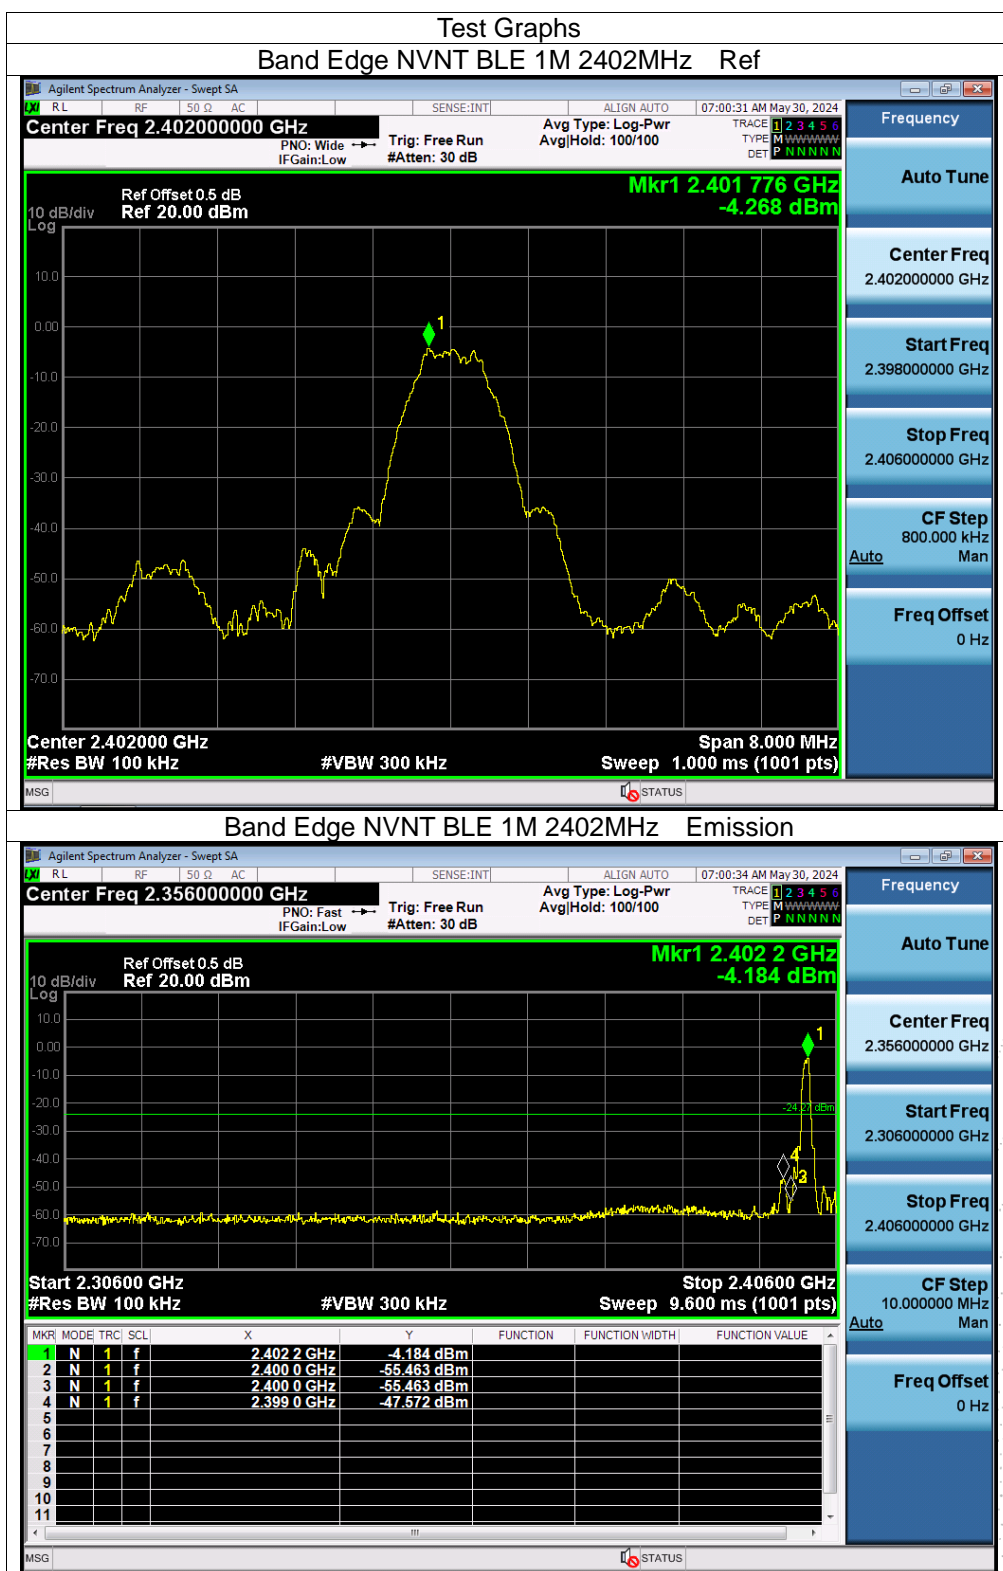 Test Graphs
Band Edge NVNT BLE 1M 2402MHz Ref
Agilent Spectrum Analyzer - Swept SA
LXI RL RF 50 Ω AC SENSE:INT ALIGN AUTO 07:00:31 AM May 30, 2024
Center Freq 2.402000000 GHz
PNO: Wide
IFGain:Low
Trig: Free Run
#Atten: 30 dB
Avg Type: Log-Pwr
Avg|Hold: 100/100
TRACE 1 2 3 4 5 6
TYPE M WWWWW
DET P N N N N N
Frequency
Auto Tune
Center Freq
2.402000000 GHz
Start Freq
2.398000000 GHz
Stop Freq
2.406000000 GHz
CF Step
800.000 kHz
Auto Man
Freq Offset
0 Hz
Mkr1 2.401 776 GHz
-4.268 dBm
Ref Offset 0.5 dB
10 dB/div Ref 20.00 dBm
Log
10.0
0.00
-10.0
-20.0
-30.0
-40.0
-50.0
-60.0
-70.0
1
Center 2.402000 GHz Span 8.000 MHz
#Res BW 100 kHz #VBW 300 kHz Sweep 1.000 ms (1001 pts)
MSG STATUS
Band Edge NVNT BLE 1M 2402MHz Emission
Agilent Spectrum Analyzer - Swept SA
LXI RL RF 50 Ω AC SENSE:INT ALIGN AUTO 07:00:34 AM May 30, 2024
Center Freq 2.356000000 GHz
PNO: Fast
IFGain:Low
Trig: Free Run
#Atten: 30 dB
Avg Type: Log-Pwr
Avg|Hold: 100/100
TRACE 1 2 3 4 5 6
TYPE M WWWWW
DET P N N N N N
Frequency
Auto Tune
Center Freq
2.356000000 GHz
Start Freq
2.306000000 GHz
Stop Freq
2.406000000 GHz
CF Step
10.000000 MHz
Auto Man
Freq Offset
0 Hz
Mkr1 2.402 2 GHz
-4.184 dBm
Ref Offset 0.5 dB
10 dB/div Ref 20.00 dBm
Log
10.0
0.00
-10.0
-20.0
-30.0
-40.0
-50.0
-60.0
-70.0
1
-24.27 dBm
4
3
Start 2.30600 GHz Stop 2.40600 GHz
#Res BW 100 kHz #VBW 300 kHz Sweep 9.600 ms (1001 pts)
MKR MODE TRC SCL X Y FUNCTION FUNCTION WIDTH FUNCTION VALUE
1 N 1 f 2.402 2 GHz -4.184 dBm
2 N 1 f 2.400 0 GHz -55.463 dBm
3 N 1 f 2.400 0 GHz -55.463 dBm
4 N 1 f 2.399 0 GHz -47.572 dBm
5
6
7
8
9
10
11
MSG STATUS